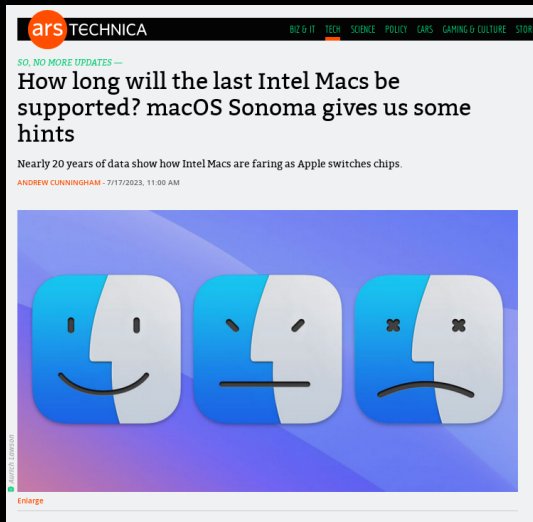 ars TECHNICA
BIZ & IT TECH SCIENCE POLICY CARS GAMING & CULTURE STOR
SO, NO MORE UPDATES —
How long will the last Intel Macs be
supported? macOS Sonoma gives us some
hints
Nearly 20 years of data show how Intel Macs are faring as Apple switches chips.
ANDREW CUNNINGHAM - 7/17/2023, 11:00 AM
Aurich Lawson
Enlarge